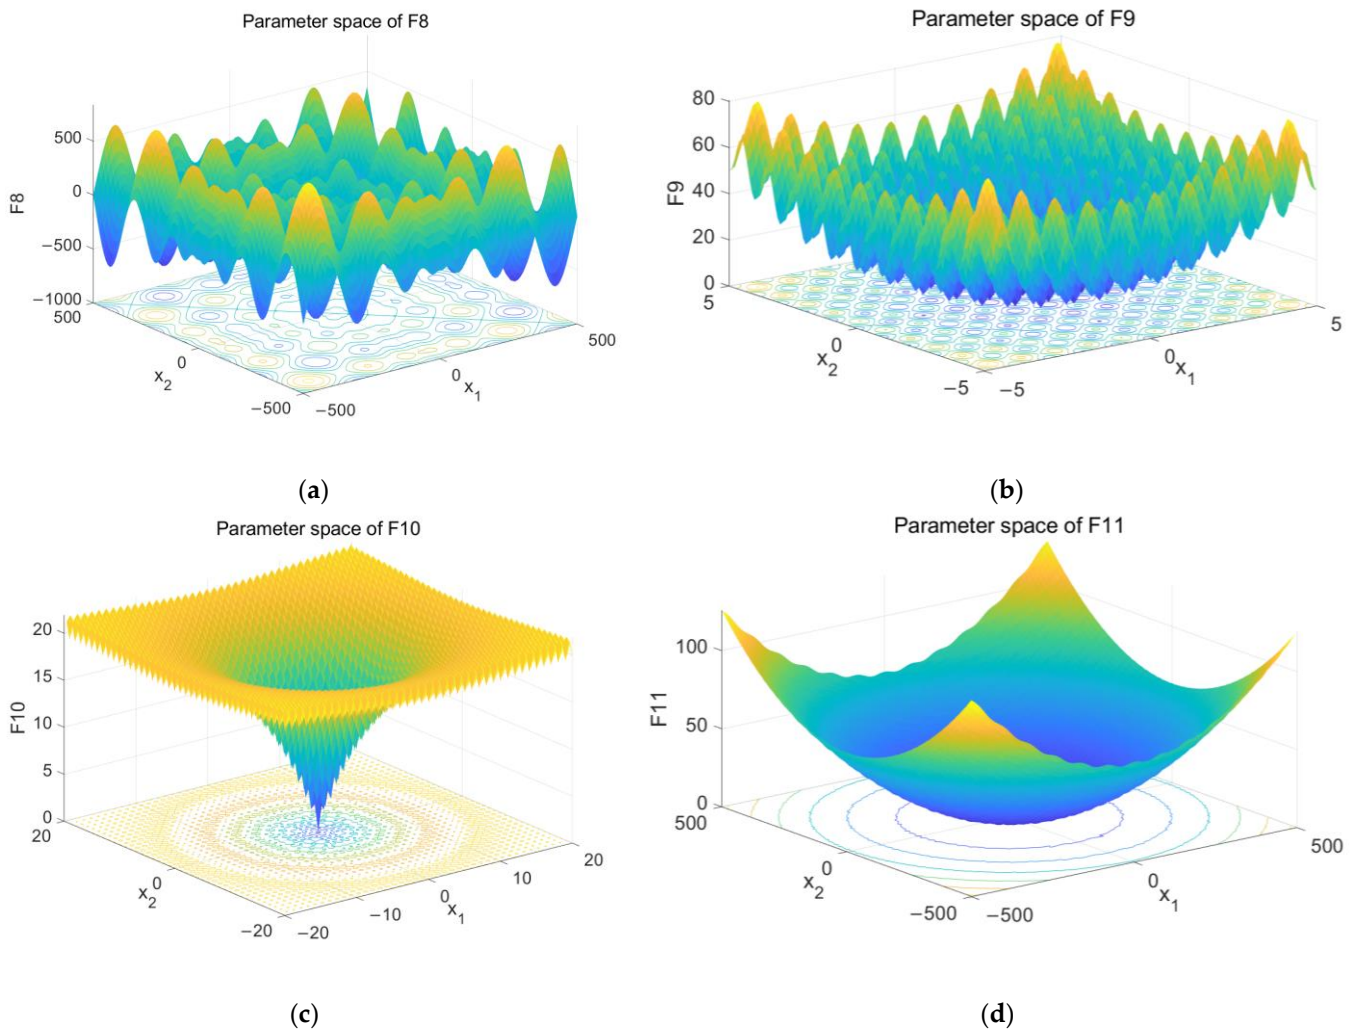 Parameter space of F8
500
0
−500
−1000
F8
500
0
−500
x2
−500
0
500
x1
(a)
Parameter space of F9
80
60
40
20
0
F9
5
0
−5
x2
−5
0
5
x1
(b)
Parameter space of F10
20
15
10
5
0
F10
20
0
−20
x2
−20
−10
0
10
20
x1
(c)
Parameter space of F11
100
50
0
F11
500
0
−500
x2
−500
0
500
x1
(d)